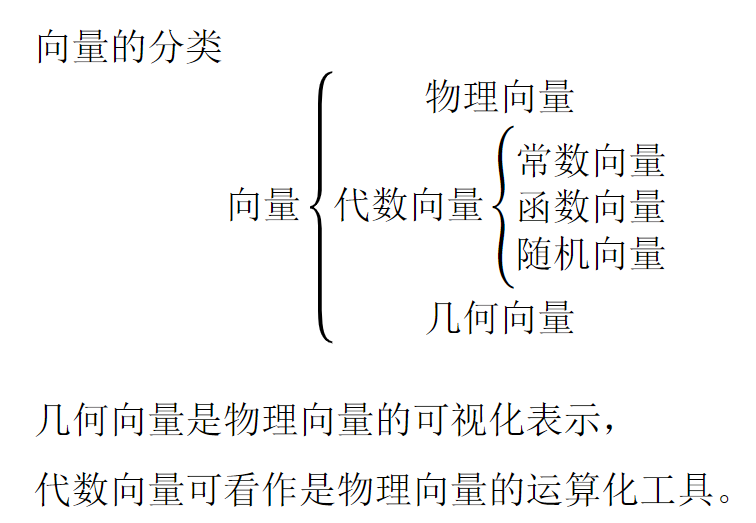 向量的分类
物理向量
常数向量
向量 代数向量 函数向量
随机向量
几何向量
几何向量是物理向量的可视化表示，
代数向量可看作是物理向量的运算化工具。